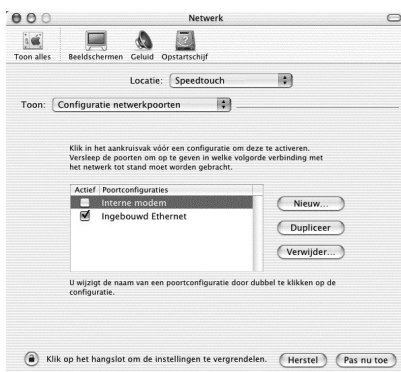 Netwerk
Toon alles Beeldschermen Geluid Opstartschijf
Locatie: Speedtouch
Toon: Configuratie netwerkpoorten
Klik in het aankruisvak vóór een configuratie om deze te activeren.
Versleep de poorten om op te geven in welke volgorde verbinding met
het netwerk tot stand moet worden gebracht.
Actief Poortconfiguraties
Interne modem
Ingebouwd Ethernet
Nieuw...
Dupliceer
Verwijder...
U wijzigt de naam van een poortconfiguratie door dubbel te klikken op de
configuratie.
Klik op het hangslot om de instellingen te vergrendelen. Herstel Pas nu toe